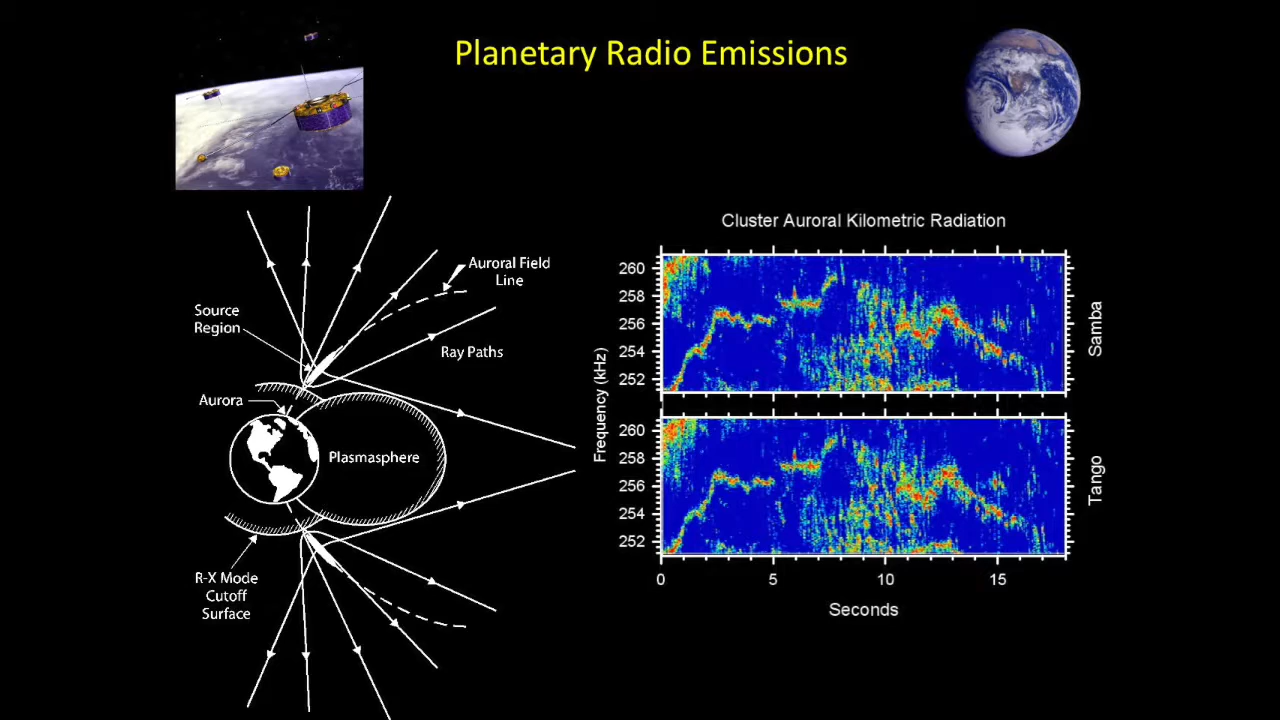 Planetary Radio Emissions
Auroral Field
Line
Source
Region
Ray Paths
Aurora
Plasmasphere
R-X Mode
Cutoff
Surface
Cluster Auroral Kilometric Radiation
Frequency (kHz)
260
258
256
254
252
Samba
260
258
256
254
252
Tango
0 5 10 15
Seconds